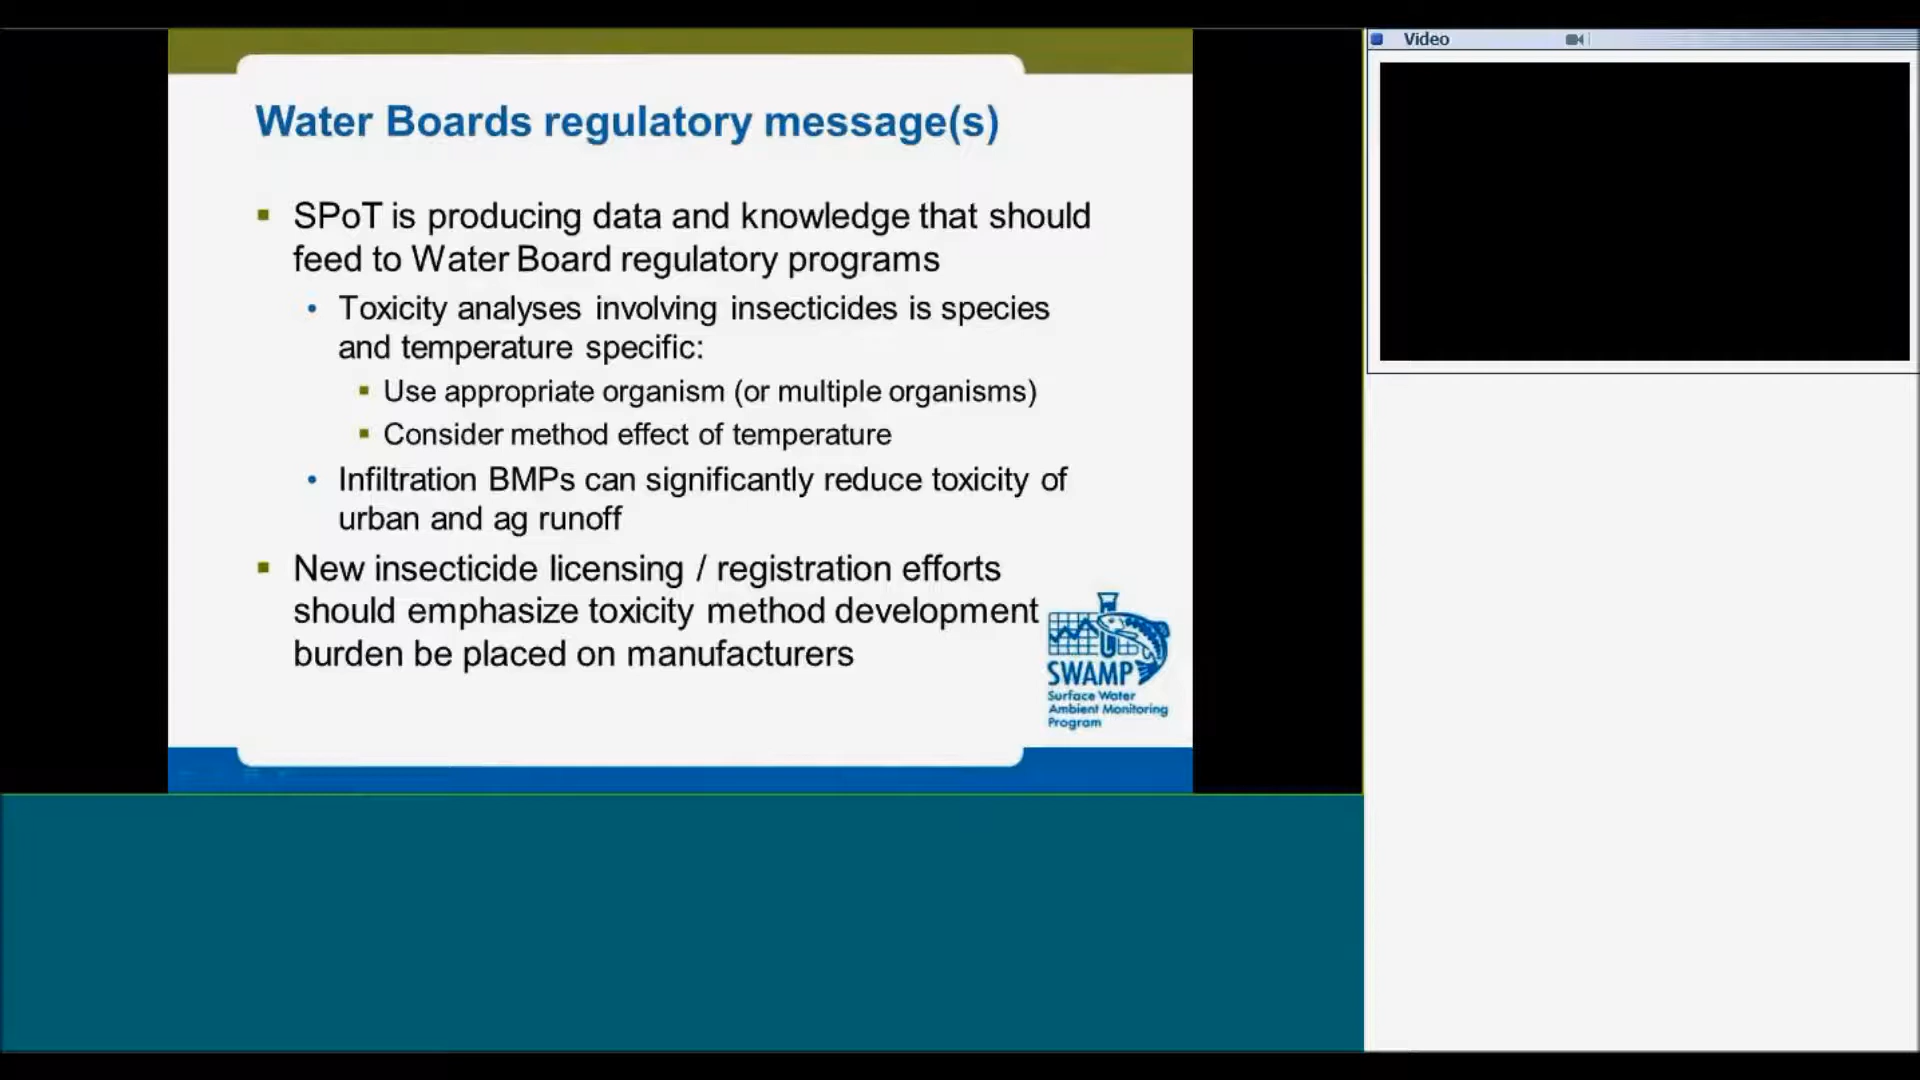 Video
Water Boards regulatory message(s)
SPoT is producing data and knowledge that should
feed to Water Board regulatory programs
Toxicity analyses involving insecticides is species
and temperature specific:
Use appropriate organism (or multiple organisms)
Consider method effect of temperature
Infiltration BMPs can significantly reduce toxicity of
urban and ag runoff
New insecticide licensing / registration efforts
should emphasize toxicity method development
burden be placed on manufacturers
SWAMP
Surface Water
Ambient Monitoring
Program